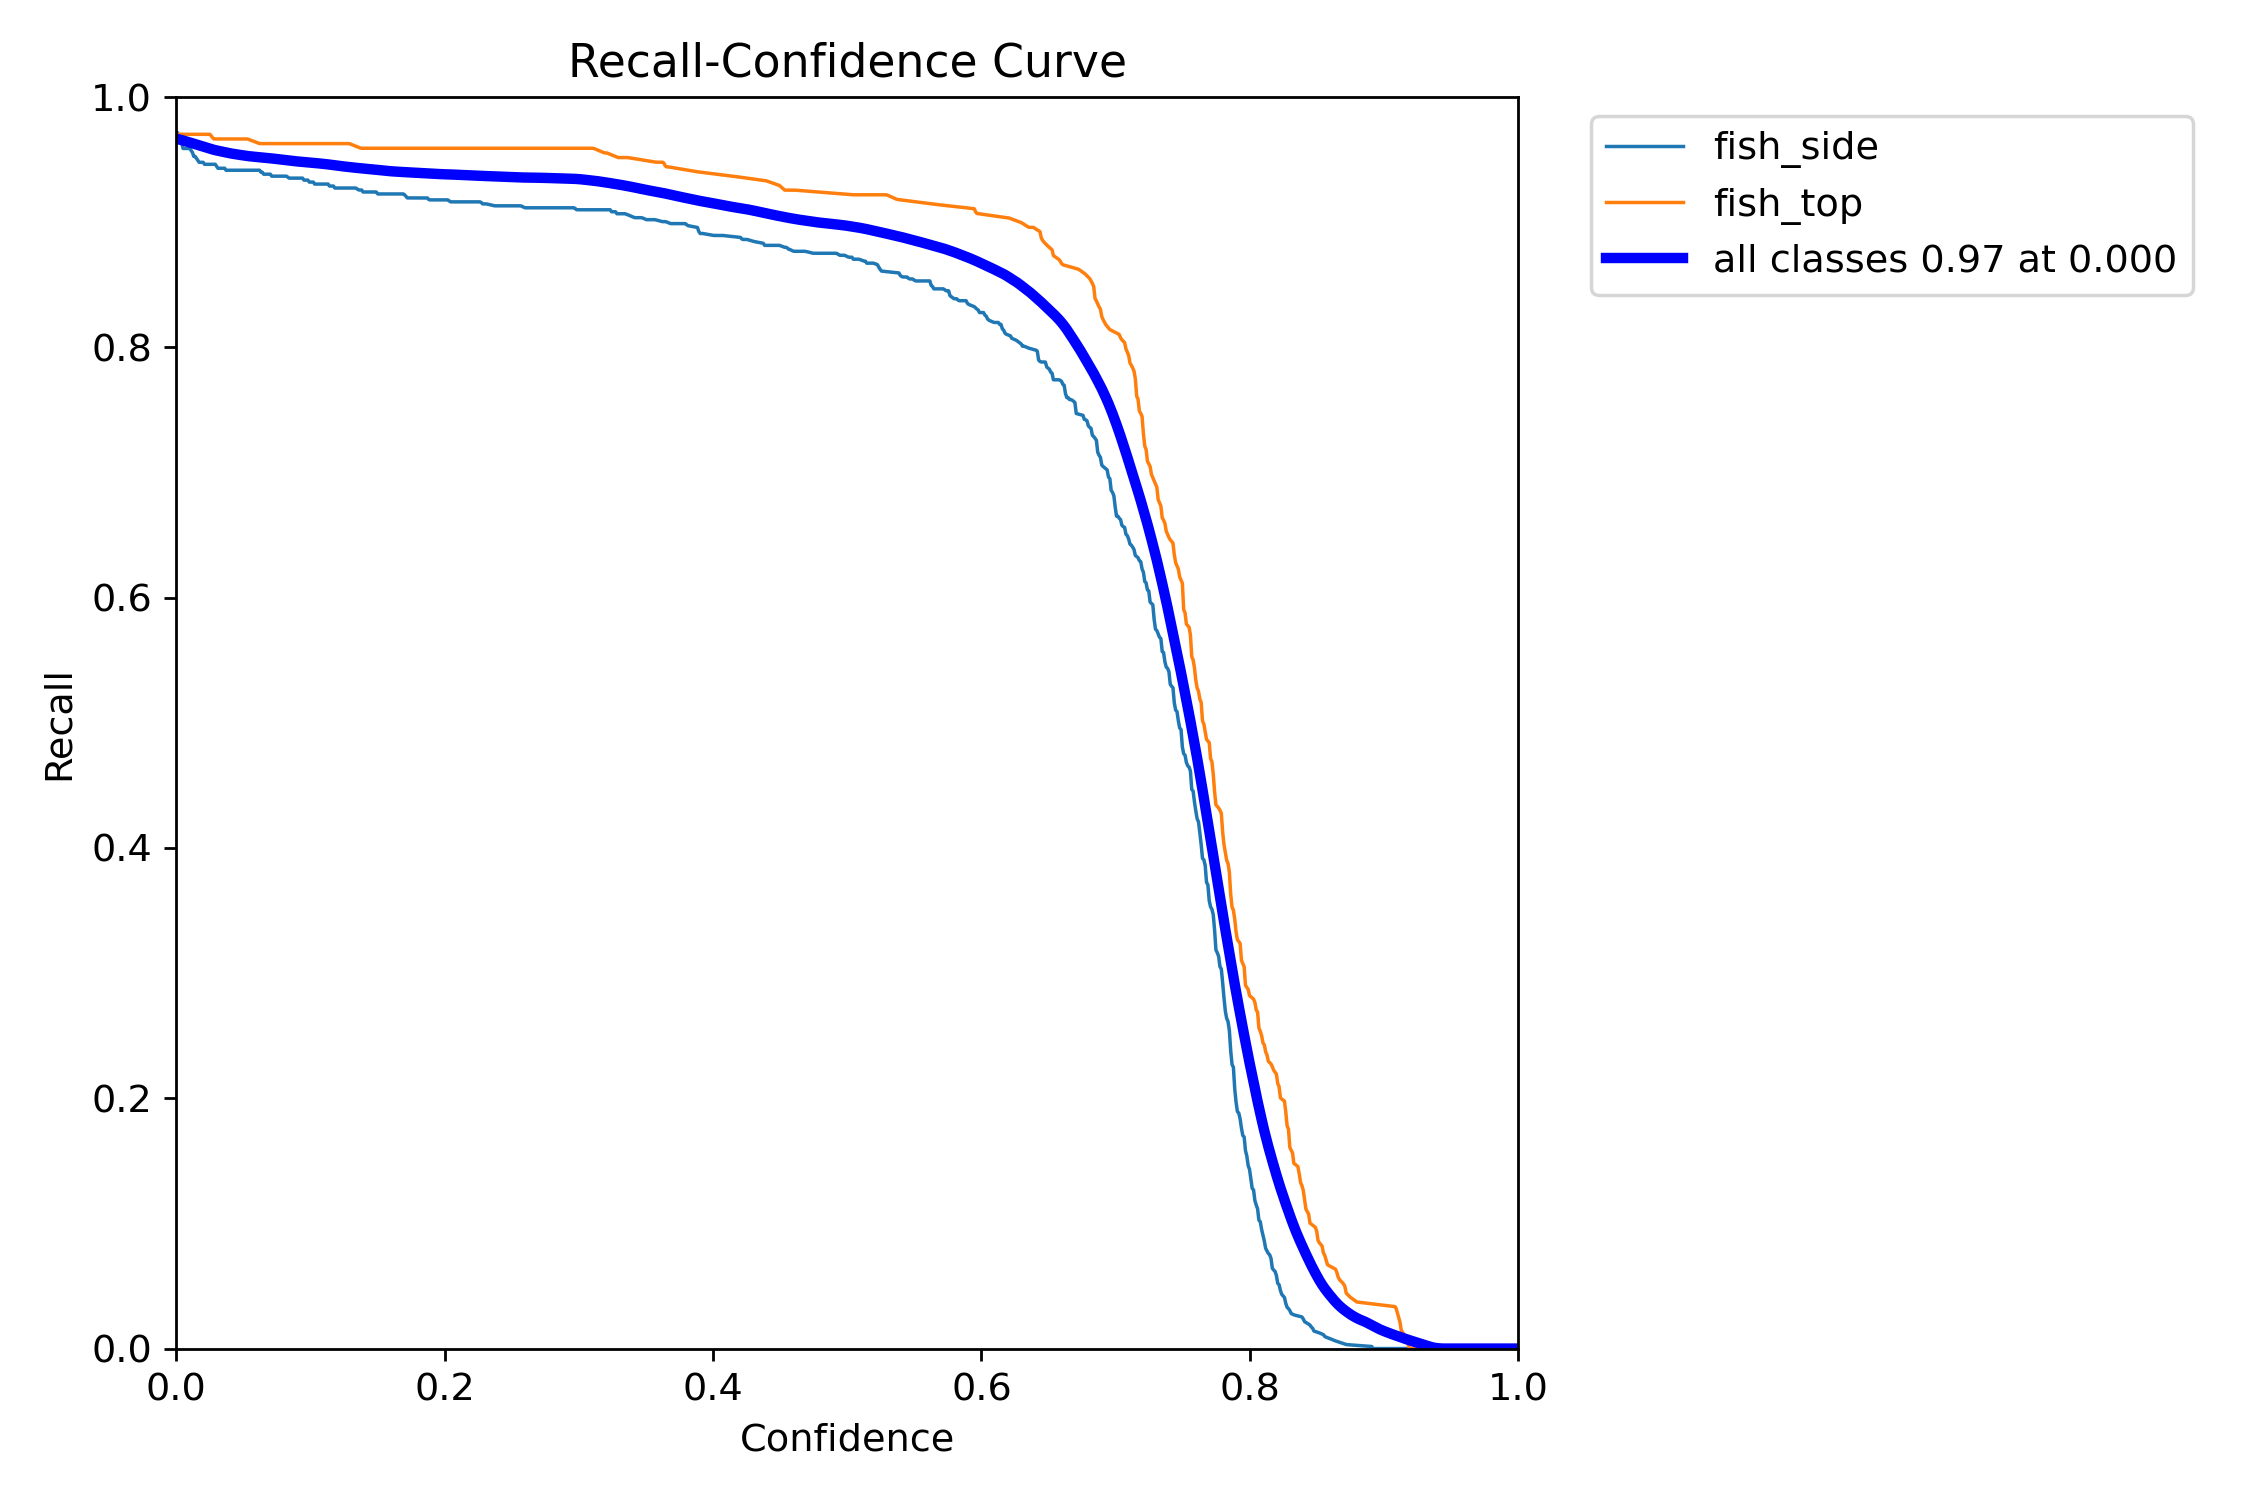 Recall-Confidence Curve
1.0
0.8
0.6
0.4
0.2
0.0
Recall
0.0 0.2 0.4 0.6 0.8 1.0
Confidence
fish_side
fish_top
all classes 0.97 at 0.000